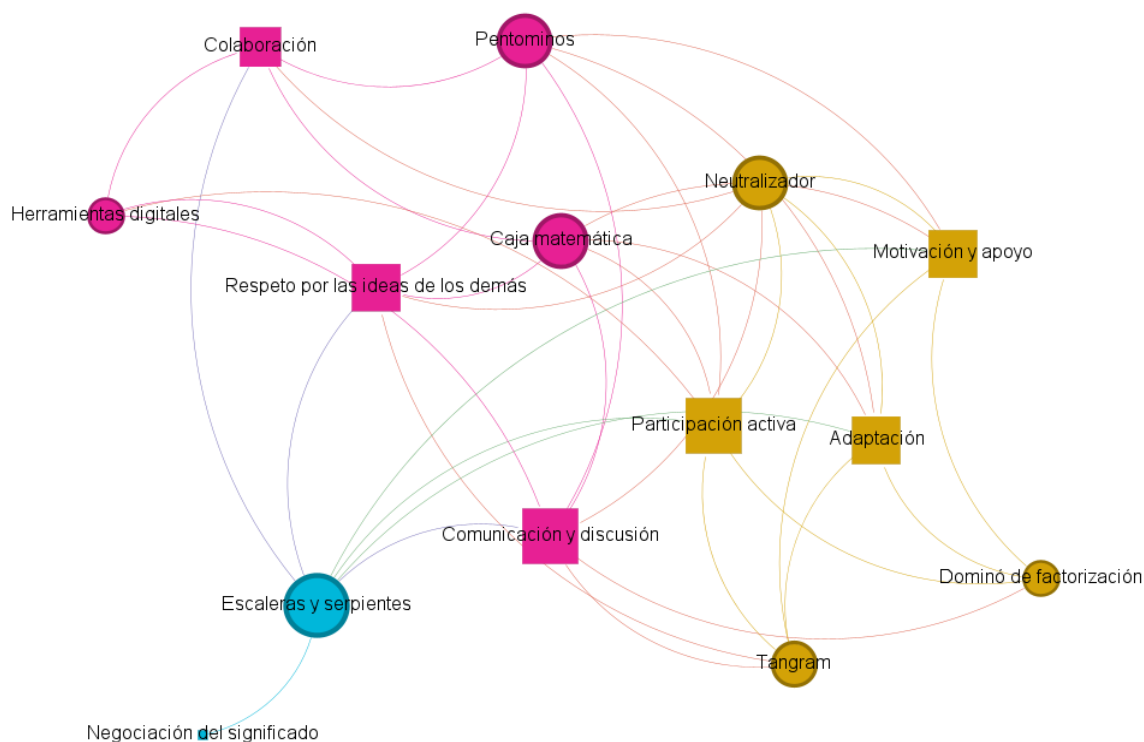 Colaboración
Pentominos
Neutralizador
Herramientas digitales
Caja matemática
Motivación y apoyo
Respeto por las ideas de los demás
Participación activa
Adaptación
Comunicación y discusión
Dominó de factorización
Escaleras y serpientes
Tangram
Negociación del significado